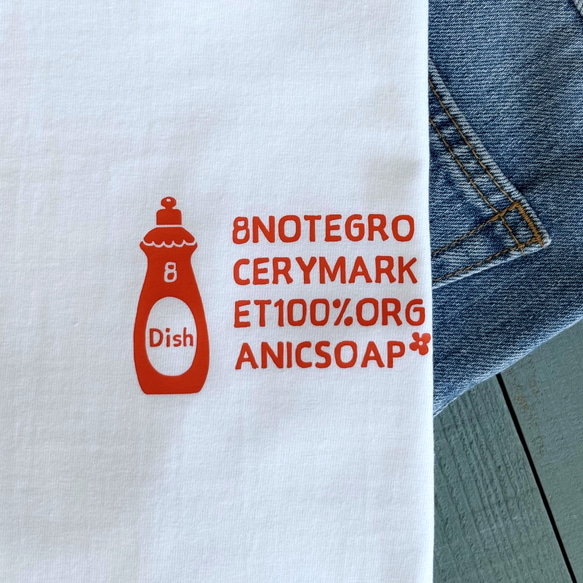 8
Dish
8NOTEGRO
CERYMARK
ET100%ORG
ANICSOAP